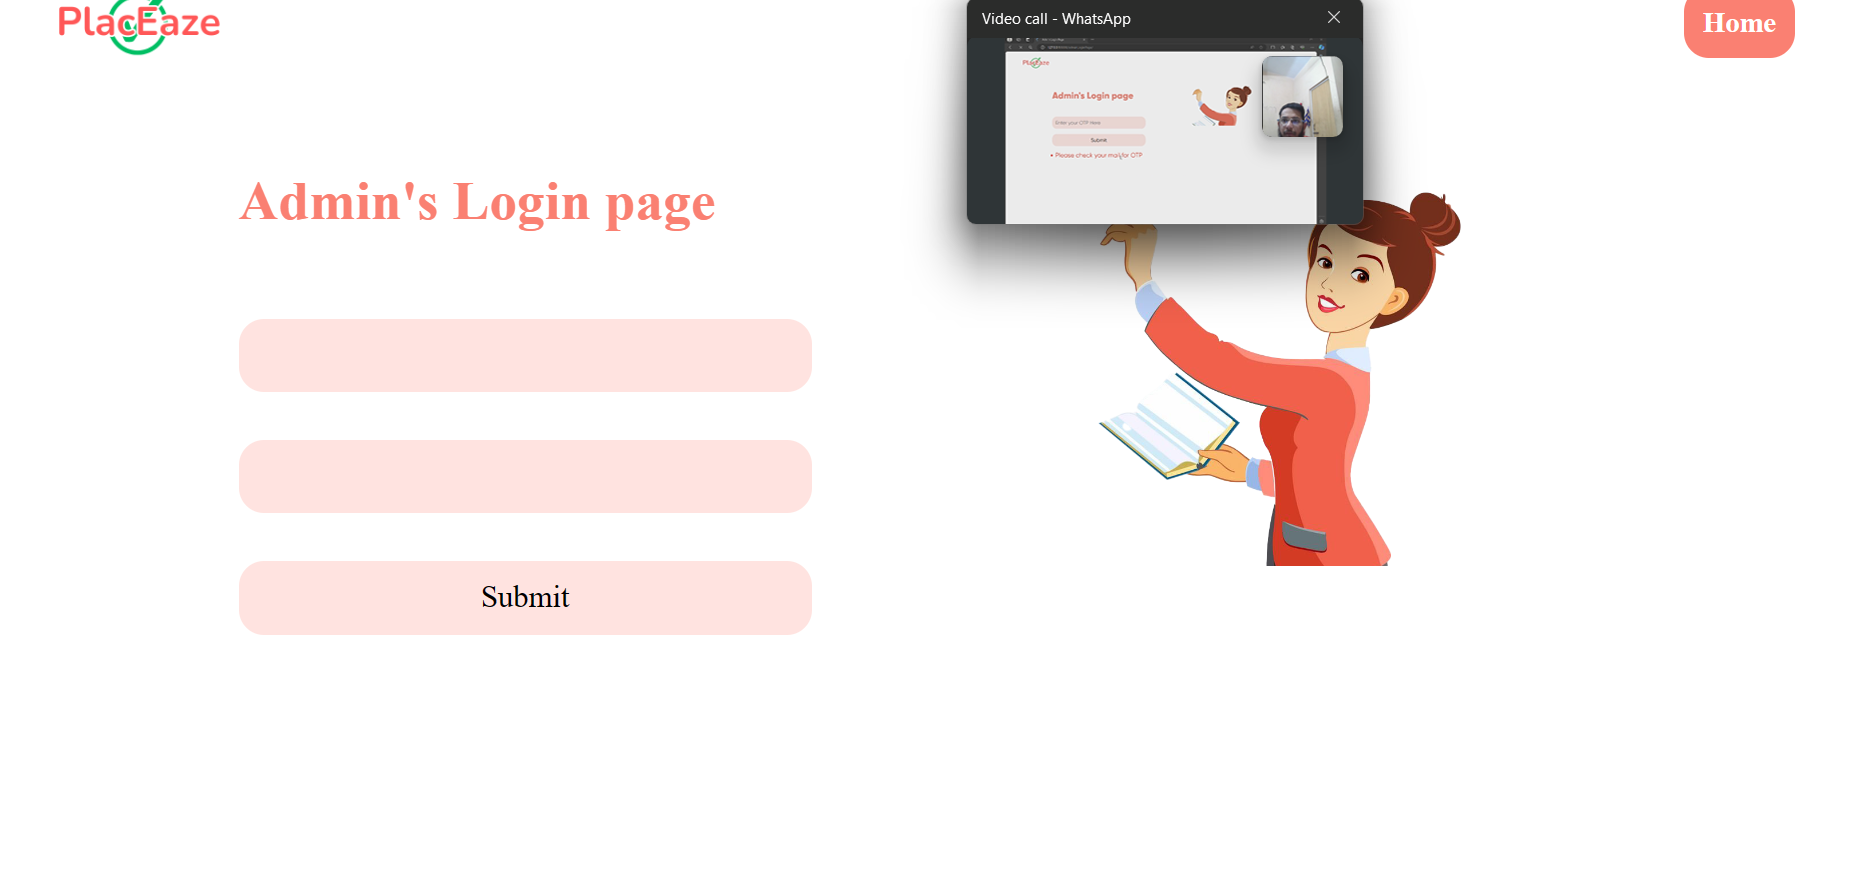 PlacEaze
Video call - WhatsApp
Home
PlacEaze
Admin's Login page
Enter your OTP here
Submit
Please check your mail for OTP
Admin's Login page
Submit